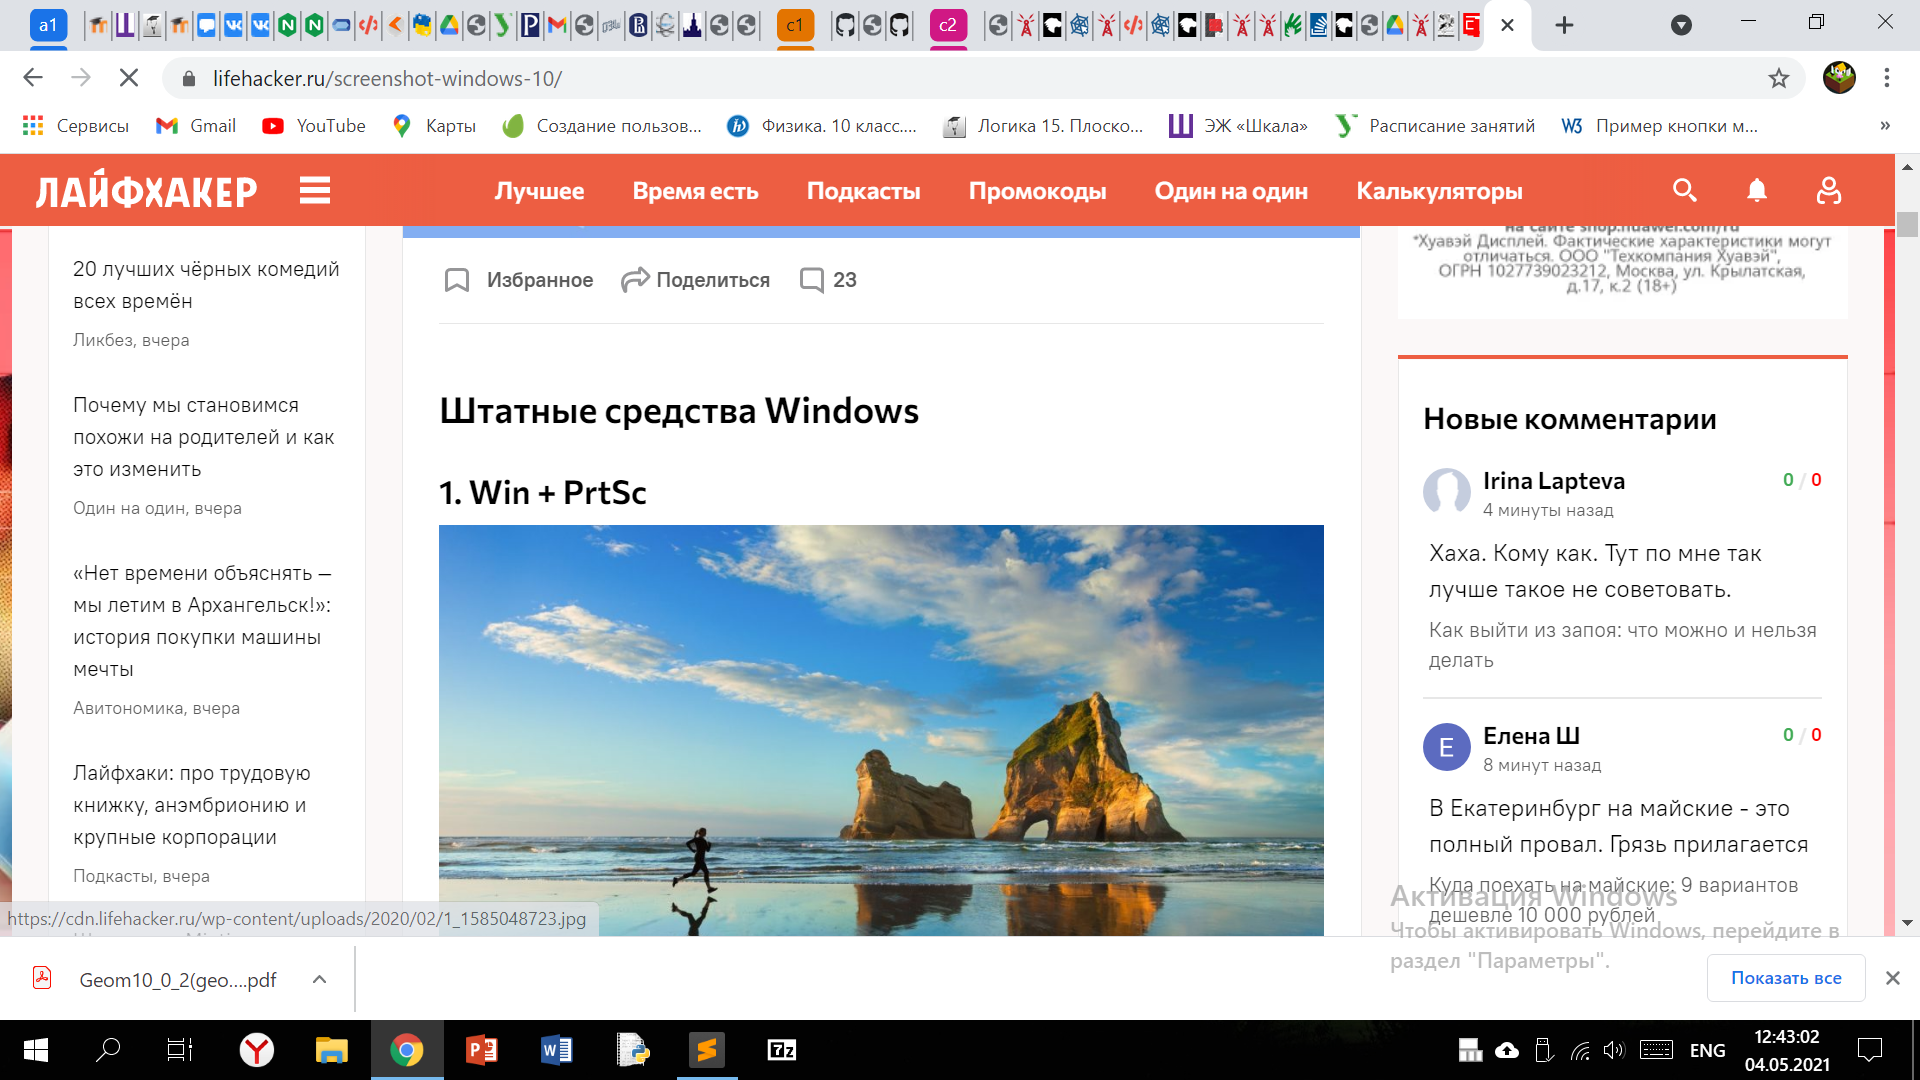 a1
c1
c2
lifehacker.ru/screenshot-windows-10/
Сервисы
Gmail
YouTube
Карты
Создание пользов...
Физика. 10 класс....
Логика 15. Плоско...
ЭЖ «Шкала»
Расписание занятий
Пример кнопки м...
»
ЛАЙФХАКЕР
Лучшее
Время есть
Подкасты
Промокоды
Один на один
Калькуляторы
20 лучших чёрных комедий
всех времён
Ликбез, вчера
Почему мы становимся
похожи на родителей и как
это изменить
Один на один, вчера
«Нет времени объяснять —
мы летим в Архангельск!»:
история покупки машины
мечты
Авитономика, вчера
Лайфхаки: про трудовую
книжку, анэмбрионию и
крупные корпорации
Подкасты, вчера
https://cdn.lifehacker.ru/wp-content/uploads/2020/02/1_1585048723.jpg
Избранное
Поделиться
23
Штатные средства Windows
1. Win + PrtSc
на сайте shop.huawei.com/ru
*Хуавэй Дисплей. Фактические характеристики могут
отличаться. ООО "Техкомпания Хуавэй",
ОГРН 1027739023212, Москва, ул. Крылатская,
д.17, к.2 (18+)
Новые комментарии
Irina Lapteva
0 / 0
4 минуты назад
Хаха. Кому как. Тут по мне так
лучше такое не советовать.
Как выйти из запоя: что можно и нельзя
делать
Е
Елена Ш
0 / 0
8 минут назад
В Екатеринбург на майские - это
полный провал. Грязь прилагается
Куда поехать на майские: 9 вариантов
дешевле 10 000 рублей
Активация Windows
Чтобы активировать Windows, перейдите в
раздел "Параметры".
Geom10_0_2(geo....pdf
Показать все
7z
ENG
12:43:02
04.05.2021